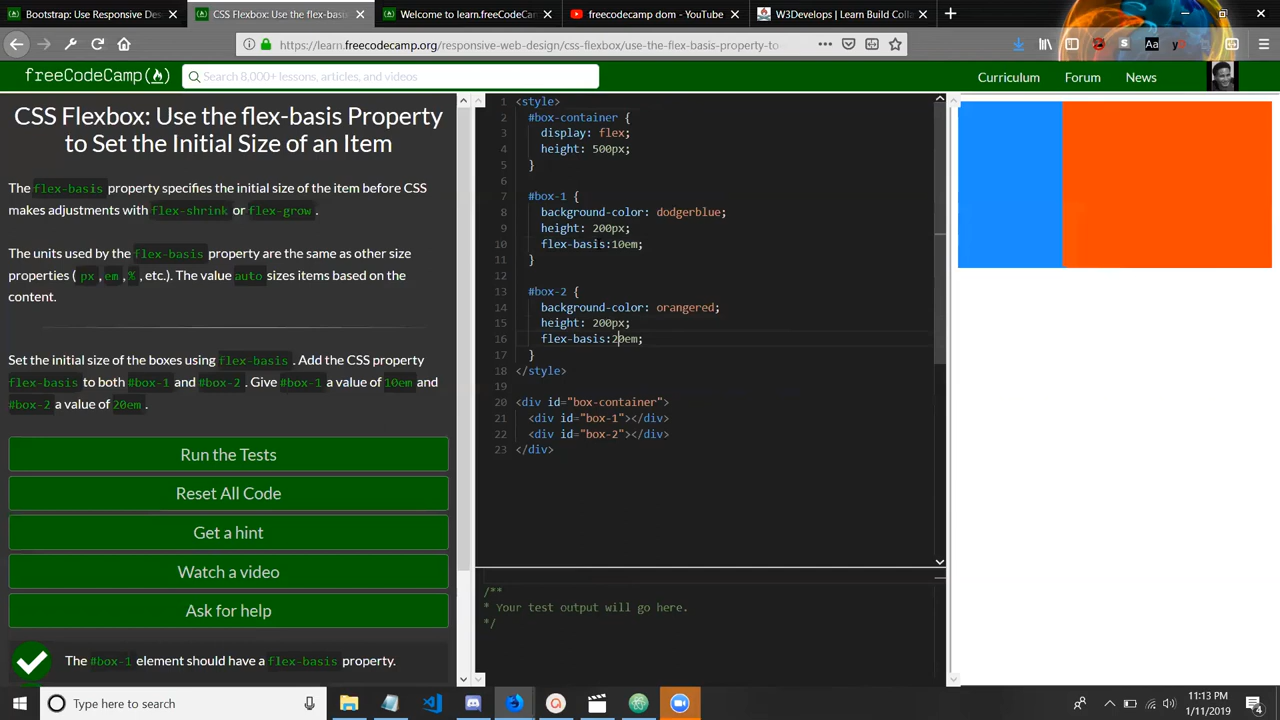 Bootstrap: Use Responsive Des
CSS Flexbox: Use the flex-basis
Welcome to learn.freeCodeCam
freecodecamp dom - YouTube
W3Develops | Learn Build Colla
https://learn.freecodecamp.org/responsive-web-design/css-flexbox/use-the-flex-basis-property-to
freeCodeCamp
Search 8,000+ lessons, articles, and videos
Curriculum
Forum
News
CSS Flexbox: Use the flex-basis Property
to Set the Initial Size of an Item
The flex-basis property specifies the initial size of the item before CSS
makes adjustments with flex-shrink or flex-grow .
The units used by the flex-basis property are the same as other size
properties ( px , em ,% , etc.). The value auto sizes items based on the
content.
Set the initial size of the boxes using flex-basis . Add the CSS property
flex-basis to both #box-1 and #box-2 . Give #box-1 a value of 10em and
#box-2 a value of 20em .
Run the Tests
Reset All Code
Get a hint
Watch a video
Ask for help
The #box-1 element should have a flex-basis property.
1 <style>
2 #box-container {
3 display: flex;
4 height: 500px;
5 }
6
7 #box-1 {
8 background-color: dodgerblue;
9 height: 200px;
10 flex-basis:10em;
11 }
12
13 #box-2 {
14 background-color: orangered;
15 height: 200px;
16 flex-basis:20em;
17 }
18 </style>
19
20 <div id="box-container">
21 <div id="box-1"></div>
22 <div id="box-2"></div>
23 </div>
/**
* Your test output will go here.
*/
Type here to search
11:13 PM
1/11/2019
4